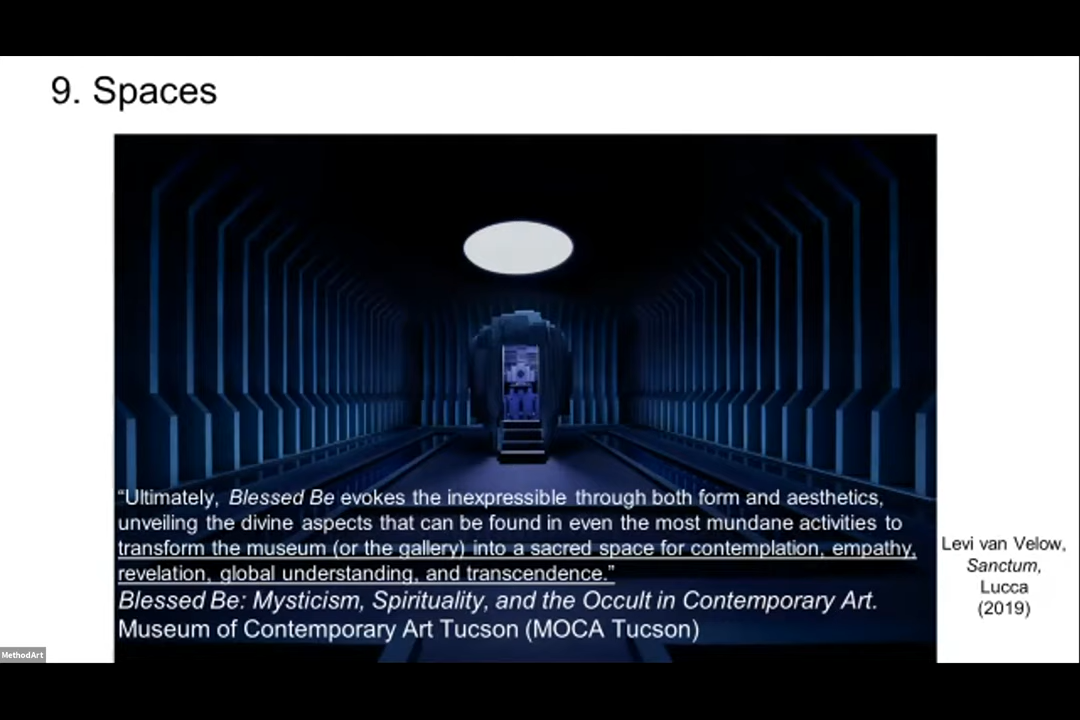 9. Spaces
“Ultimately, Blessed Be evokes the inexpressible through both form and aesthetics,
unveiling the divine aspects that can be found in even the most mundane activities to
transform the museum (or the gallery) into a sacred space for contemplation, empathy,
revelation, global understanding, and transcendence.”
Blessed Be: Mysticism, Spirituality, and the Occult in Contemporary Art.
Museum of Contemporary Art Tucson (MOCA Tucson)
Levi van Velow,
Sanctum,
Lucca
(2019)
MethodArt